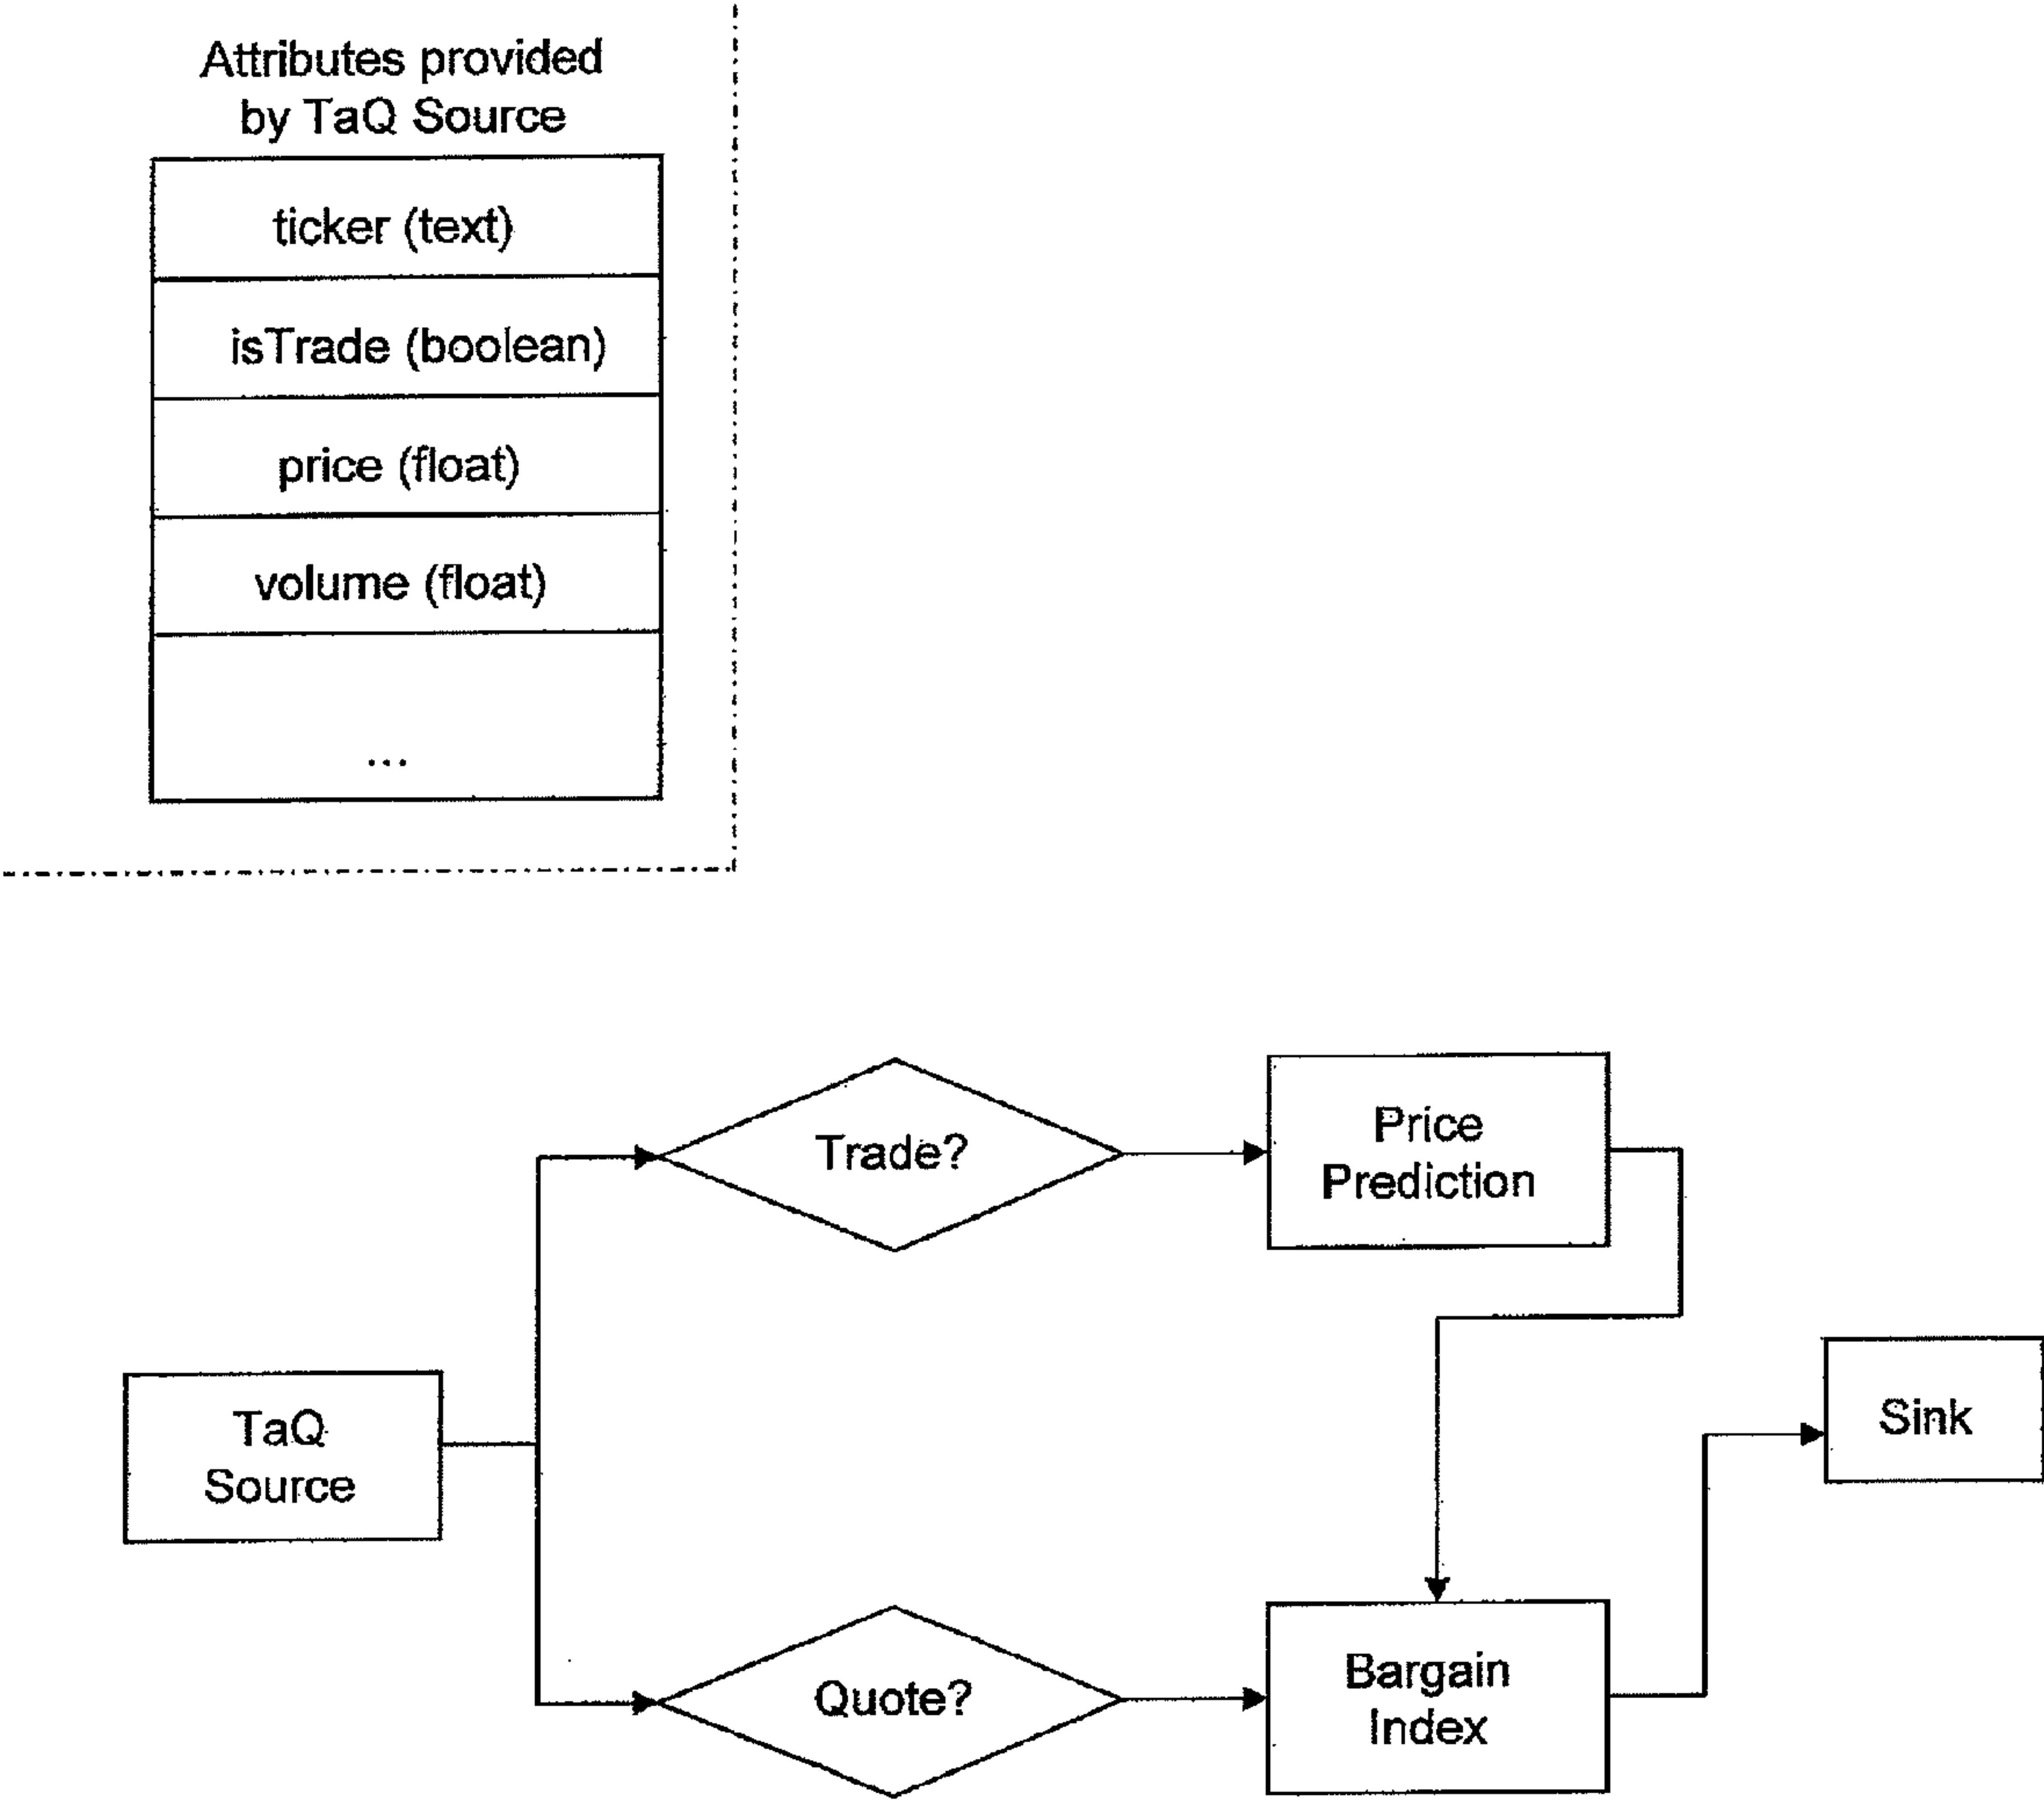 Attributes provided
by TaQ Source
ticker (text)
isTrade (boolean)
price (float)
volume (float)
...
Trade?
Price
Prediction
TaQ
Source
Sink
Quote?
Bargain
Index